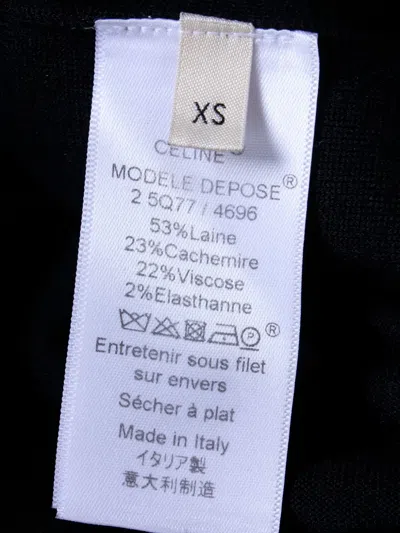 XS
CELINE®
MODELE DEPOSE®
2 5Q77 / 4696
53%Laine
23%Cachemire
22%Viscose
2%Elasthanne
P ®
Entretenir sous filet
sur envers
Sécher à plat
Made in Italy
イタリア製
意大利制造